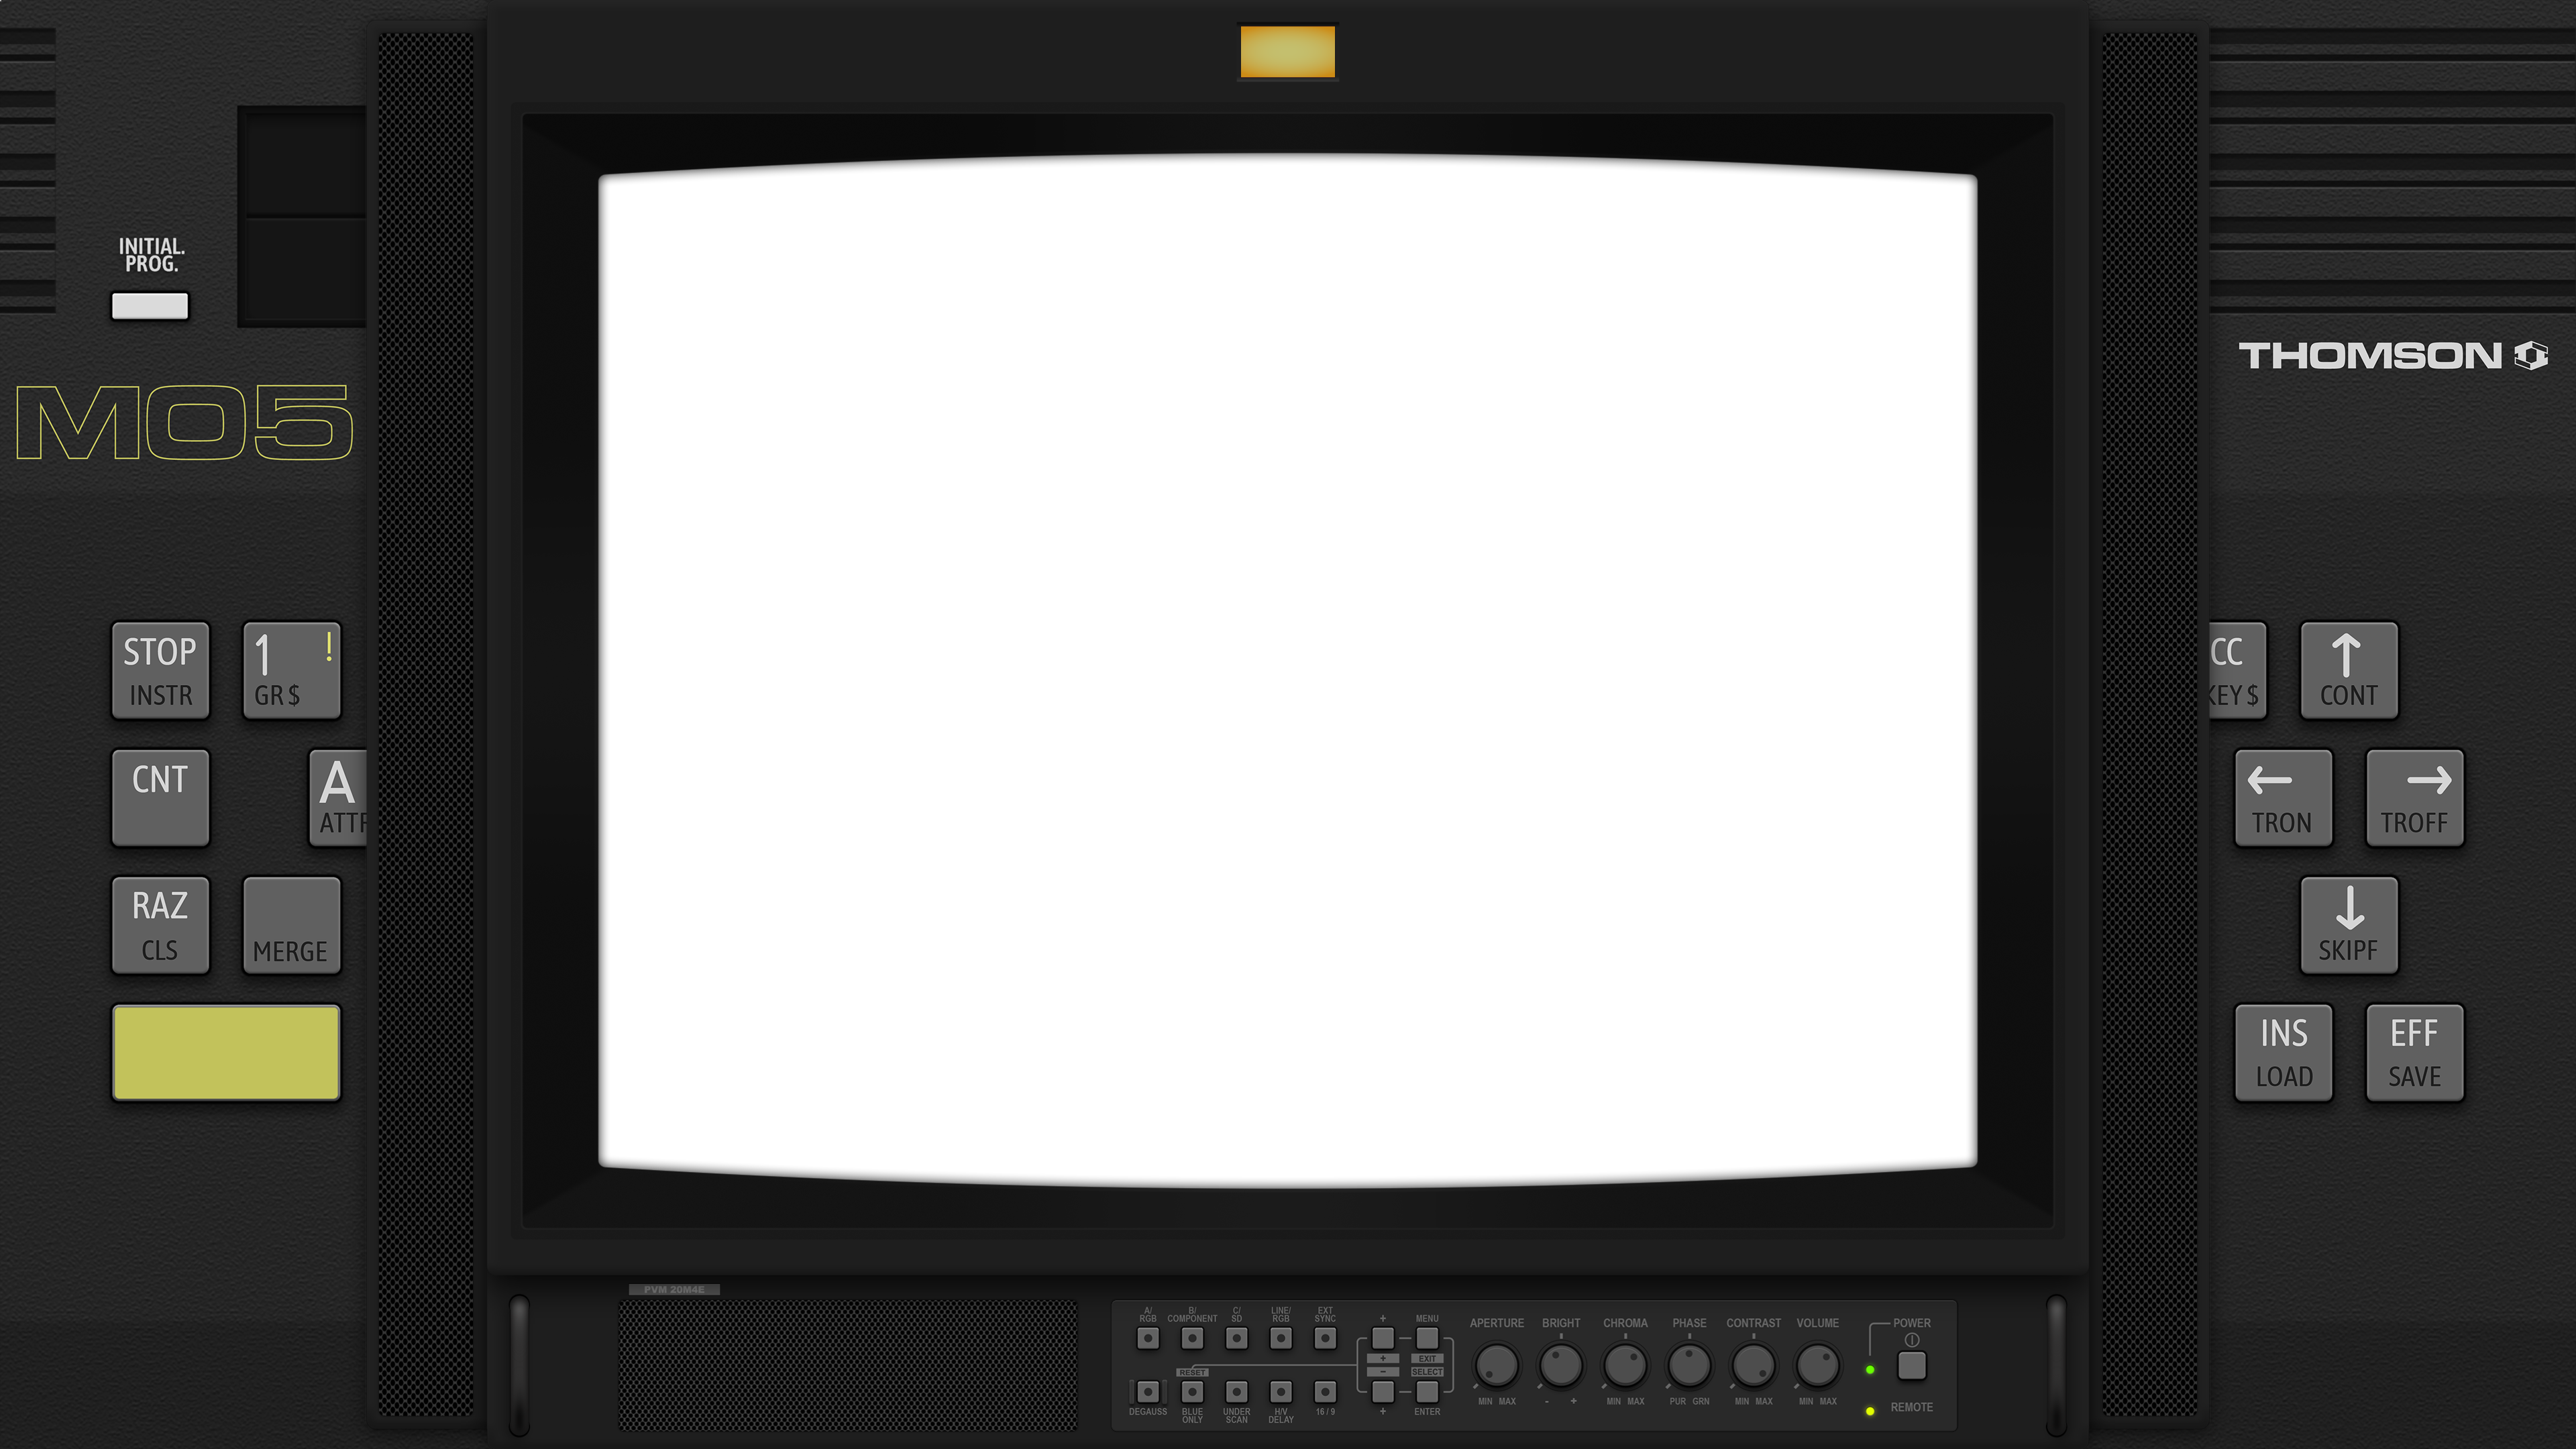 INITIAL.
PROG.
MO5
THOMSON
STOP
INSTR
1 !
GR $
CC
KEY $
↑
CONT
CNT
A
ATTR
←
TRON
→
TROFF
RAZ
CLS
MERGE
↓
SKIPF
INS
LOAD
EFF
SAVE
PVM 20M4E
A/
RGB
B/
COMPONENT
C/
SD
LINE/
RGB
EXT
SYNC
+
MENU
+
EXIT
RESET
-
SELECT
DEGAUSS
BLUE
ONLY
UNDER
SCAN
H/V
DELAY
16 / 9
+
ENTER
APERTURE
BRIGHT
CHROMA
PHASE
CONTRAST
VOLUME
MIN MAX
- +
MIN MAX
PUR GRN
MIN MAX
MIN MAX
POWER
REMOTE